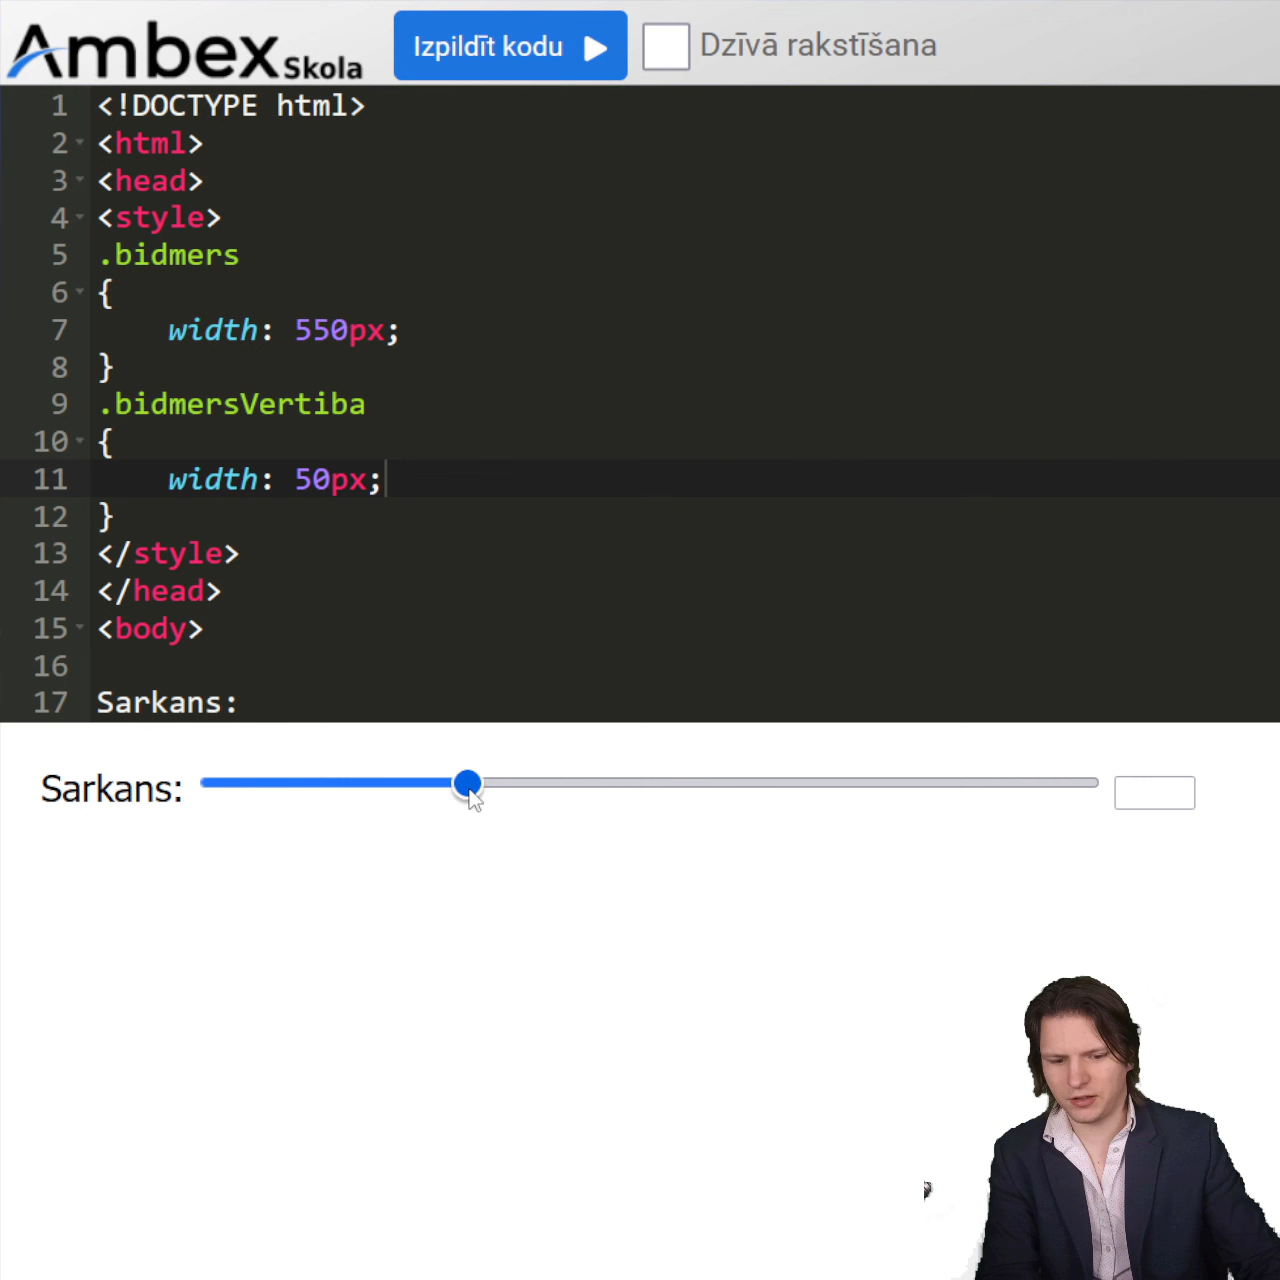 Ambex Skola
Izpildīt kodu
Dzīvā rakstīšana
1 <!DOCTYPE html>
2 <html>
3 <head>
4 <style>
5 .bidmers
6 {
7     width: 550px;
8 }
9 .bidmersVertiba
10 {
11     width: 50px;
12 }
13 </style>
14 </head>
15 <body>
16
17 Sarkans:
Sarkans: